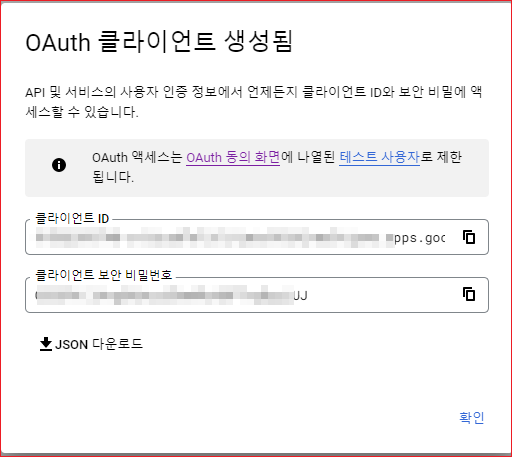 OAuth 클라이언트 생성됨
API 및 서비스의 사용자 인증 정보에서 언제든지 클라이언트 ID와 보안 비밀에 액
세스할 수 있습니다.
OAuth 액세스는 OAuth 동의 화면에 나열된 테스트 사용자로 제한
됩니다.
클라이언트 ID
pps.goo
클라이언트 보안 비밀번호
UJ
JSON 다운로드
확인